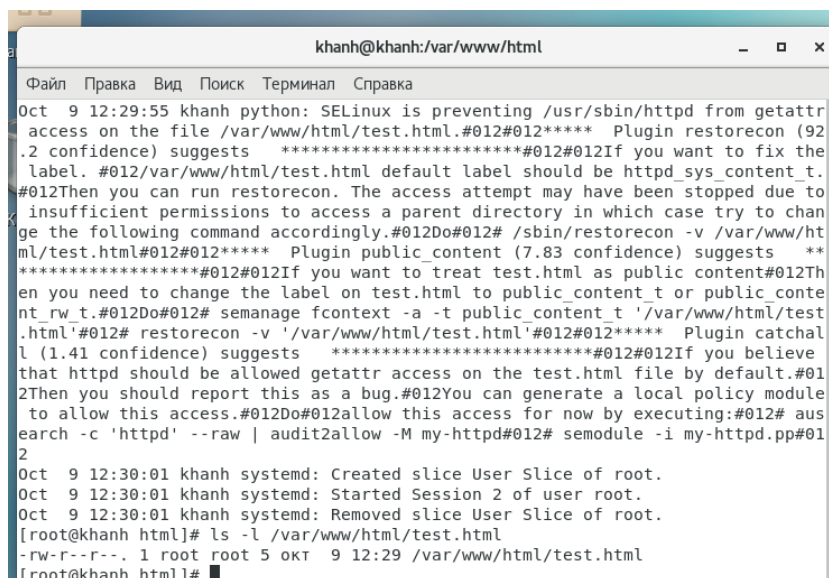 khanh@khanh:/var/www/html
Файл Правка Вид Поиск Терминал Справка
Oct  9 12:29:55 khanh python: SELinux is preventing /usr/sbin/httpd from getattr
 access on the file /var/www/html/test.html.#012#012*****  Plugin restorecon (92
.2 confidence) suggests   ************************#012#012If you want to fix the
 label. #012/var/www/html/test.html default label should be httpd_sys_content_t.
#012Then you can run restorecon. The access attempt may have been stopped due to
 insufficient permissions to access a parent directory in which case try to chan
ge the following command accordingly.#012Do#012# /sbin/restorecon -v /var/www/ht
ml/test.html#012#012*****  Plugin public_content (7.83 confidence) suggests   **
******************#012#012If you want to treat test.html as public content#012Th
en you need to change the label on test.html to public_content_t or public_conte
nt_rw_t.#012Do#012# semanage fcontext -a -t public_content_t '/var/www/html/test
.html'#012# restorecon -v '/var/www/html/test.html'#012#012*****  Plugin catchal
l (1.41 confidence) suggests   **************************#012#012If you believe
that httpd should be allowed getattr access on the test.html file by default.#01
2Then you should report this as a bug.#012You can generate a local policy module
 to allow this access.#012Do#012allow this access for now by executing:#012# aus
earch -c 'httpd' --raw | audit2allow -M my-httpd#012# semodule -i my-httpd.pp#01
2
Oct  9 12:30:01 khanh systemd: Created slice User Slice of root.
Oct  9 12:30:01 khanh systemd: Started Session 2 of user root.
Oct  9 12:30:01 khanh systemd: Removed slice User Slice of root.
[root@khanh html]# ls -l /var/www/html/test.html
-rw-r--r--. 1 root root 5 окт  9 12:29 /var/www/html/test.html
[root@khanh html]#